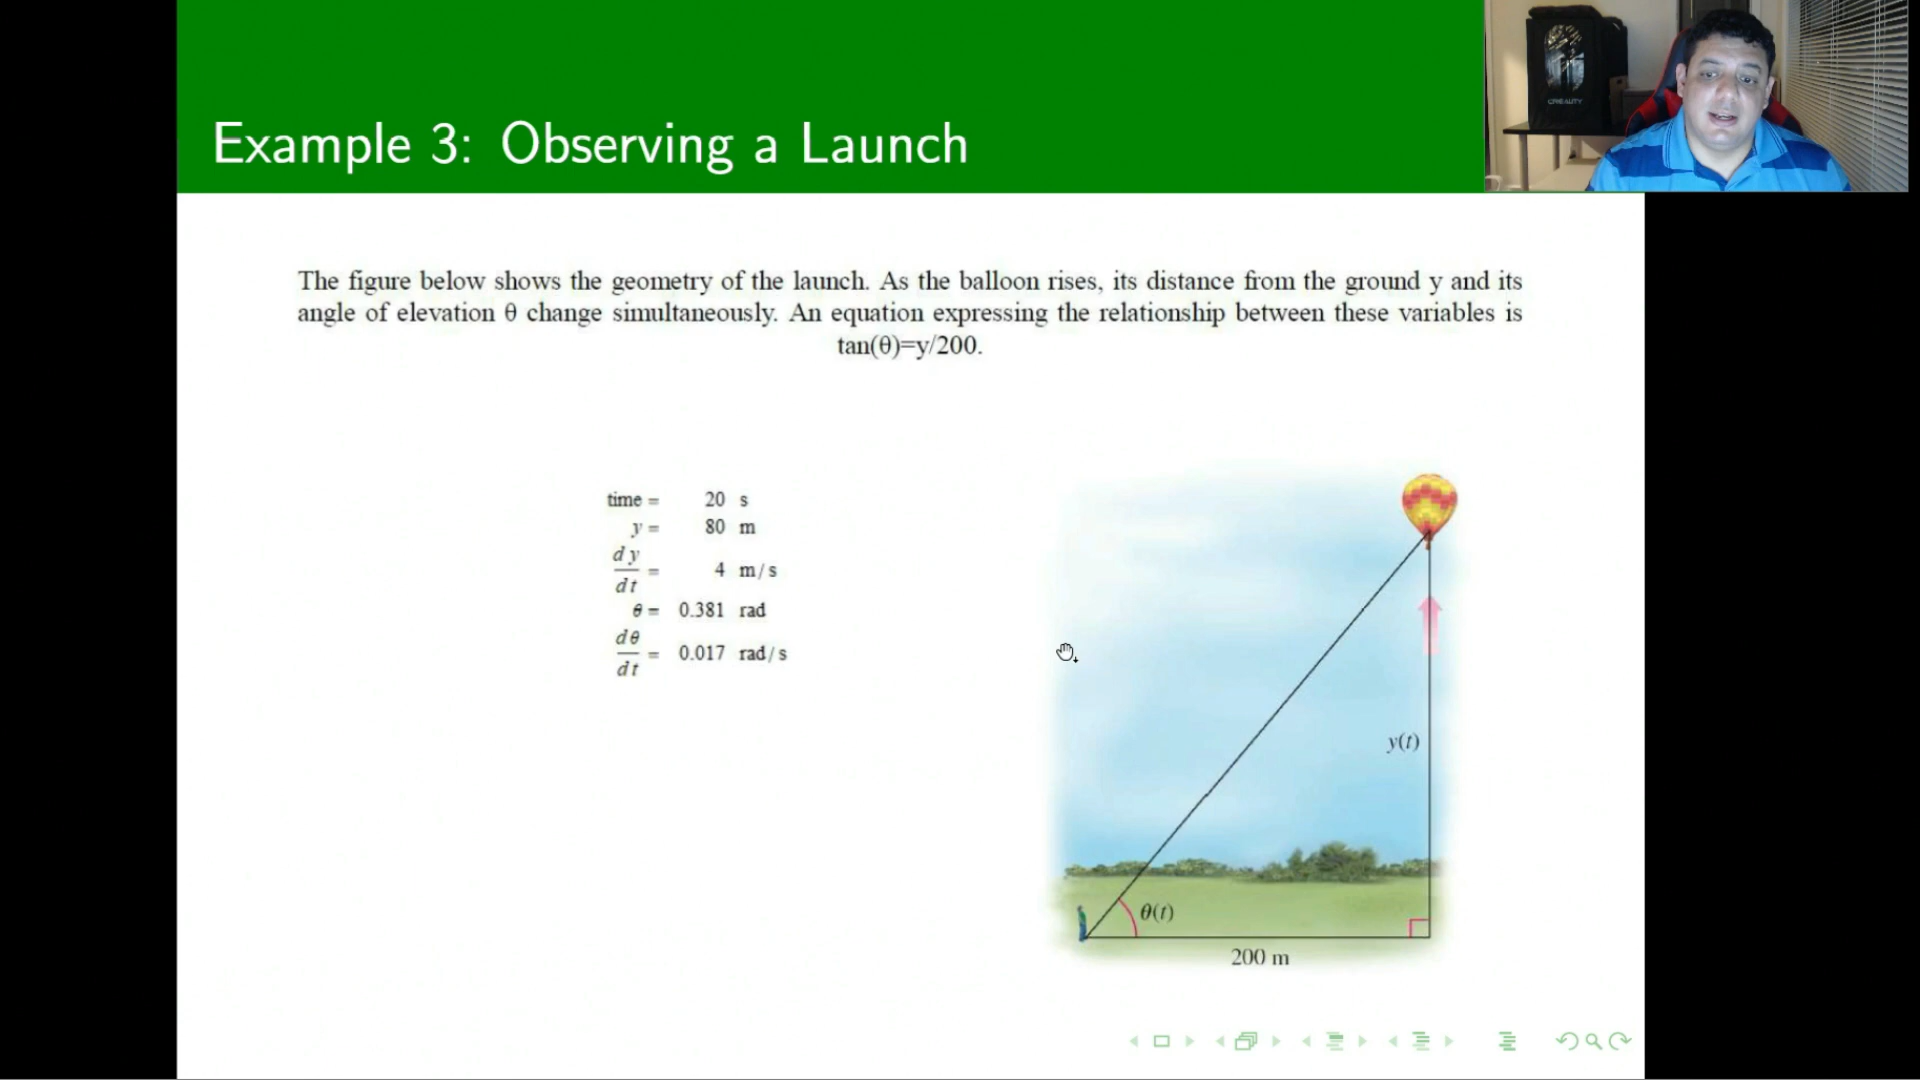 Example 3: Observing a Launch
CREALITY
The figure below shows the geometry of the launch. As the balloon rises, its distance from the ground y and its
angle of elevation θ change simultaneously. An equation expressing the relationship between these variables is
tan(θ)=y/200.
time = 20 s
y = 80 m
dy/dt = 4 m/s
θ = 0.381 rad
dθ/dt = 0.017 rad/s
y(t)
θ(t)
200 m